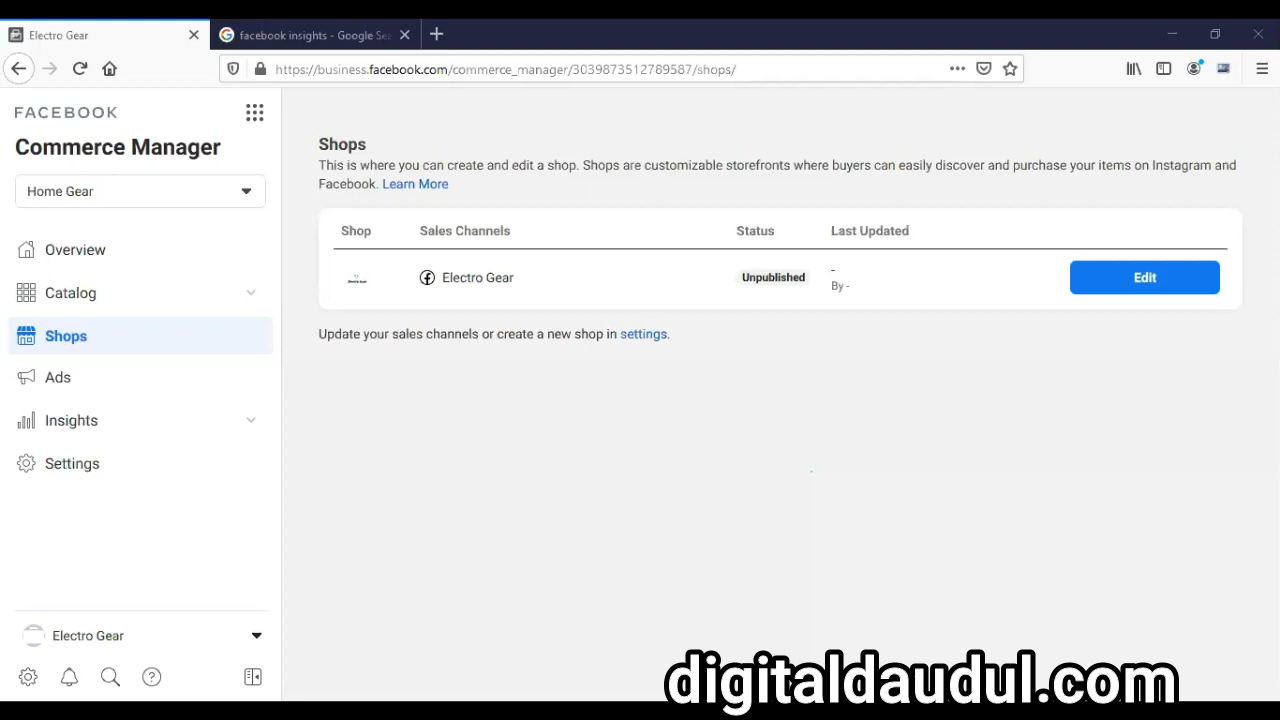 Electro Gear
facebook insights - Google Sea
https://business.facebook.com/commerce_manager/3039873512789587/shops/
FACEBOOK
Commerce Manager
Home Gear
Overview
Catalog
Shops
Ads
Insights
Settings
Electro Gear
Shops
This is where you can create and edit a shop. Shops are customizable storefronts where buyers can easily discover and purchase your items on Instagram and
Facebook. Learn More
Shop Sales Channels Status Last Updated
Electro Gear Unpublished - Edit
By -
Update your sales channels or create a new shop in settings.
digitaldaudul.com